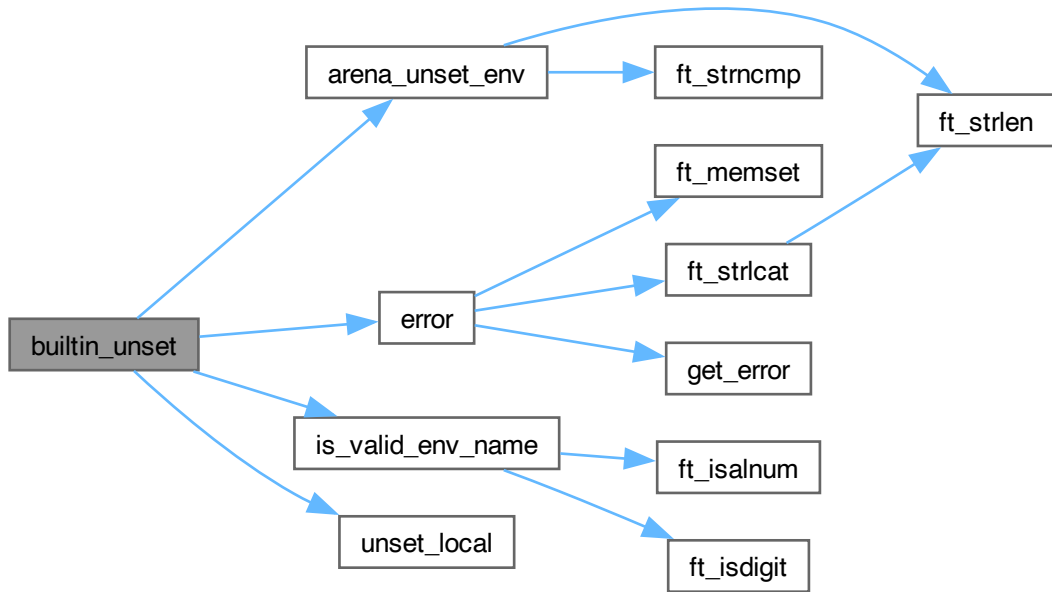 builtin_unset
arena_unset_env
error
is_valid_env_name
unset_local
ft_strncmp
ft_memset
ft_strlcat
get_error
ft_isalnum
ft_isdigit
ft_strlen